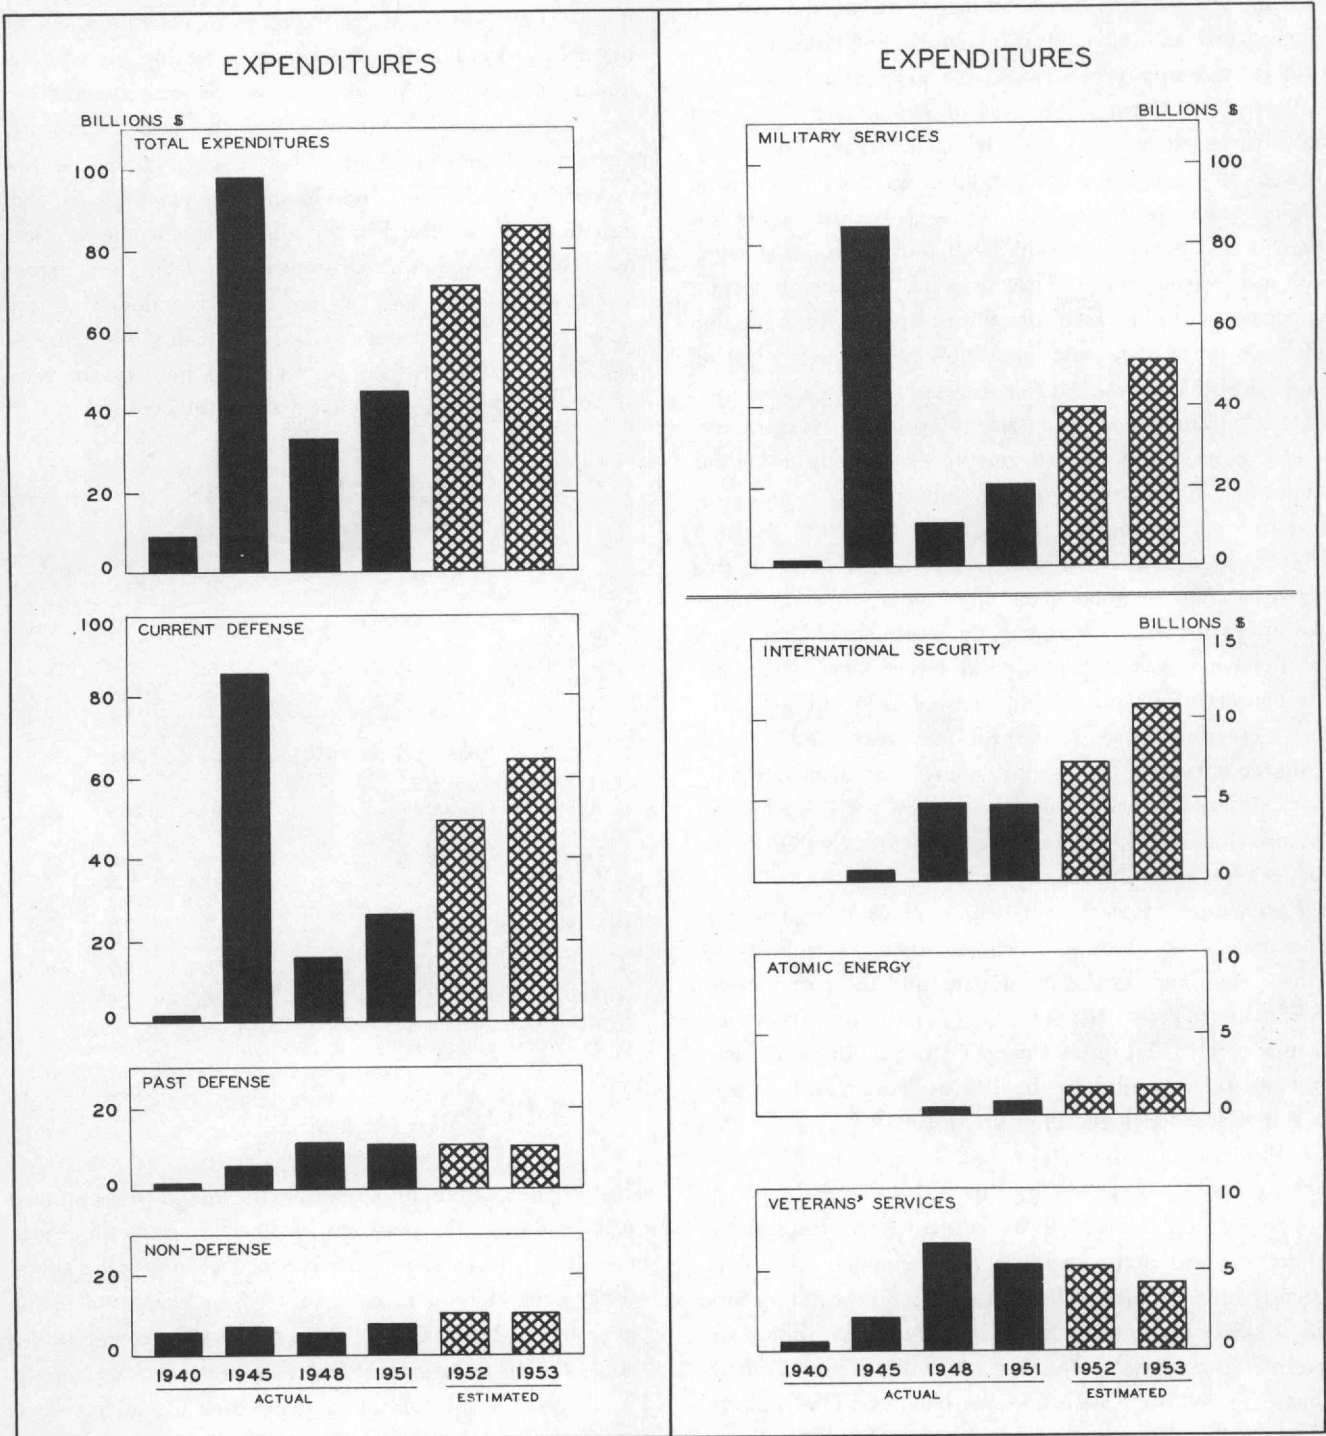 EXPENDITURES
BILLIONS $
TOTAL EXPENDITURES
100
80
60
40
20
0
CURRENT DEFENSE
100
80
60
40
20
0
PAST DEFENSE
20
0
NON-DEFENSE
20
0
1940 1945 1948 1951 1952 1953
ACTUAL ESTIMATED
EXPENDITURES
BILLIONS $
MILITARY SERVICES
100
80
60
40
20
0
BILLIONS $
INTERNATIONAL SECURITY
15
10
5
0
ATOMIC ENERGY
10
5
0
VETERANS' SERVICES
10
5
0
1940 1945 1948 1951 1952 1953
ACTUAL ESTIMATED